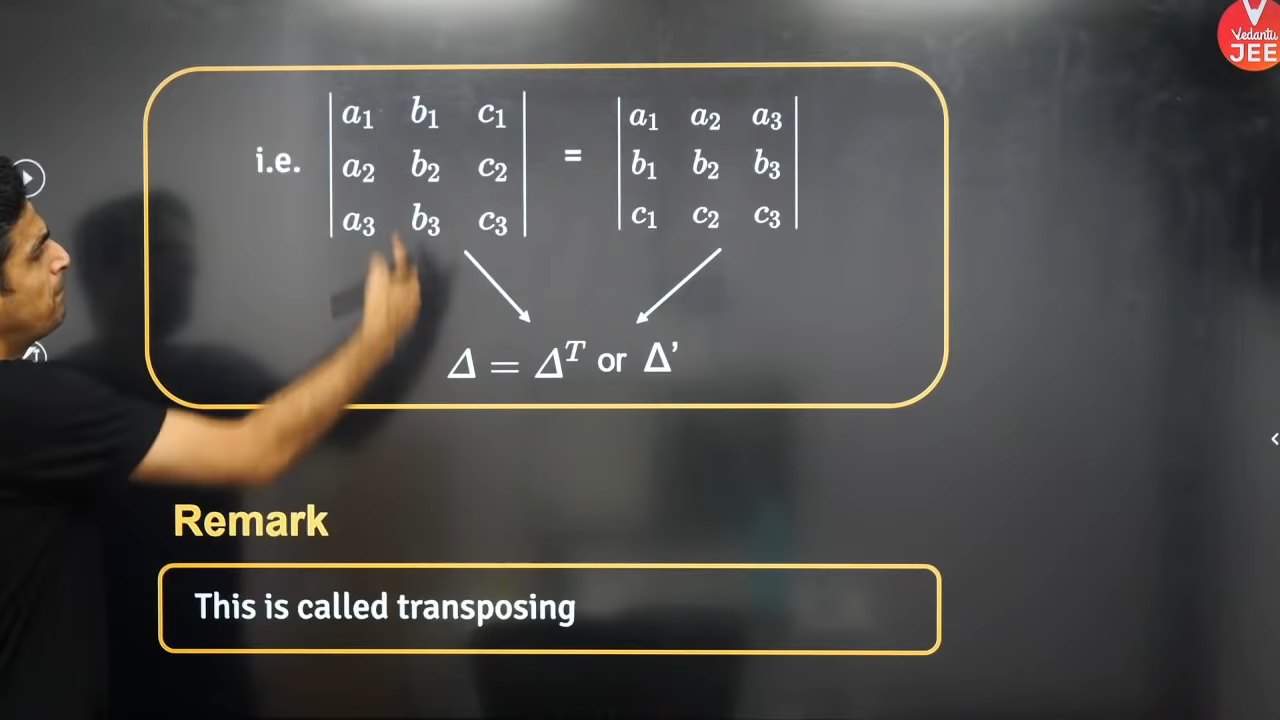 Vedantu
JEE
i.e. | a₁ b₁ c₁ | = | a₁ a₂ a₃ |
| a₂ b₂ c₂ | | b₁ b₂ b₃ |
| a₃ b₃ c₃ | | c₁ c₂ c₃ |
Δ = Δᵀ or Δ’
Remark
This is called transposing